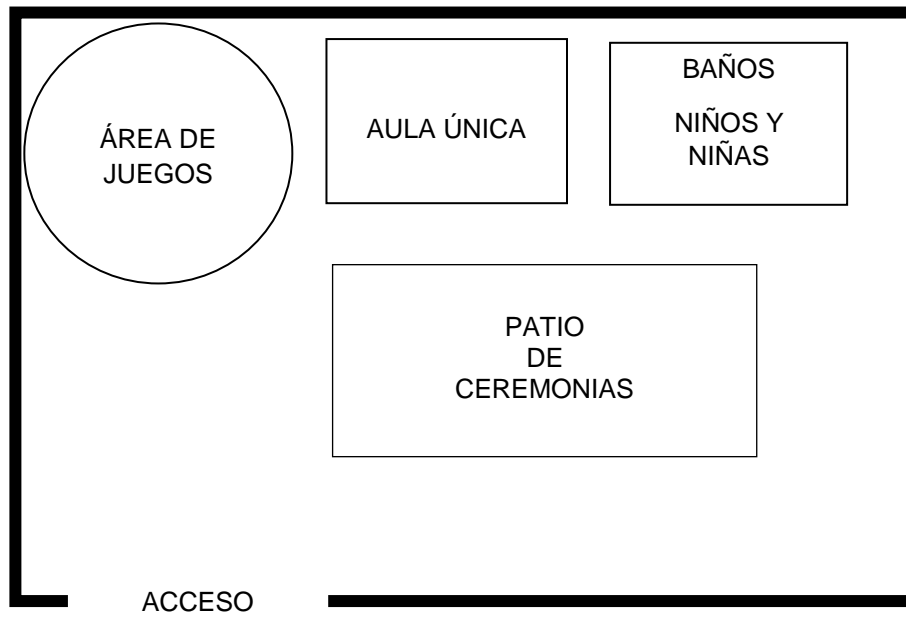 ÁREA DE
JUEGOS
AULA ÚNICA
BAÑOS
NIÑOS Y
NIÑAS
PATIO
DE
CEREMONIAS
ACCESO